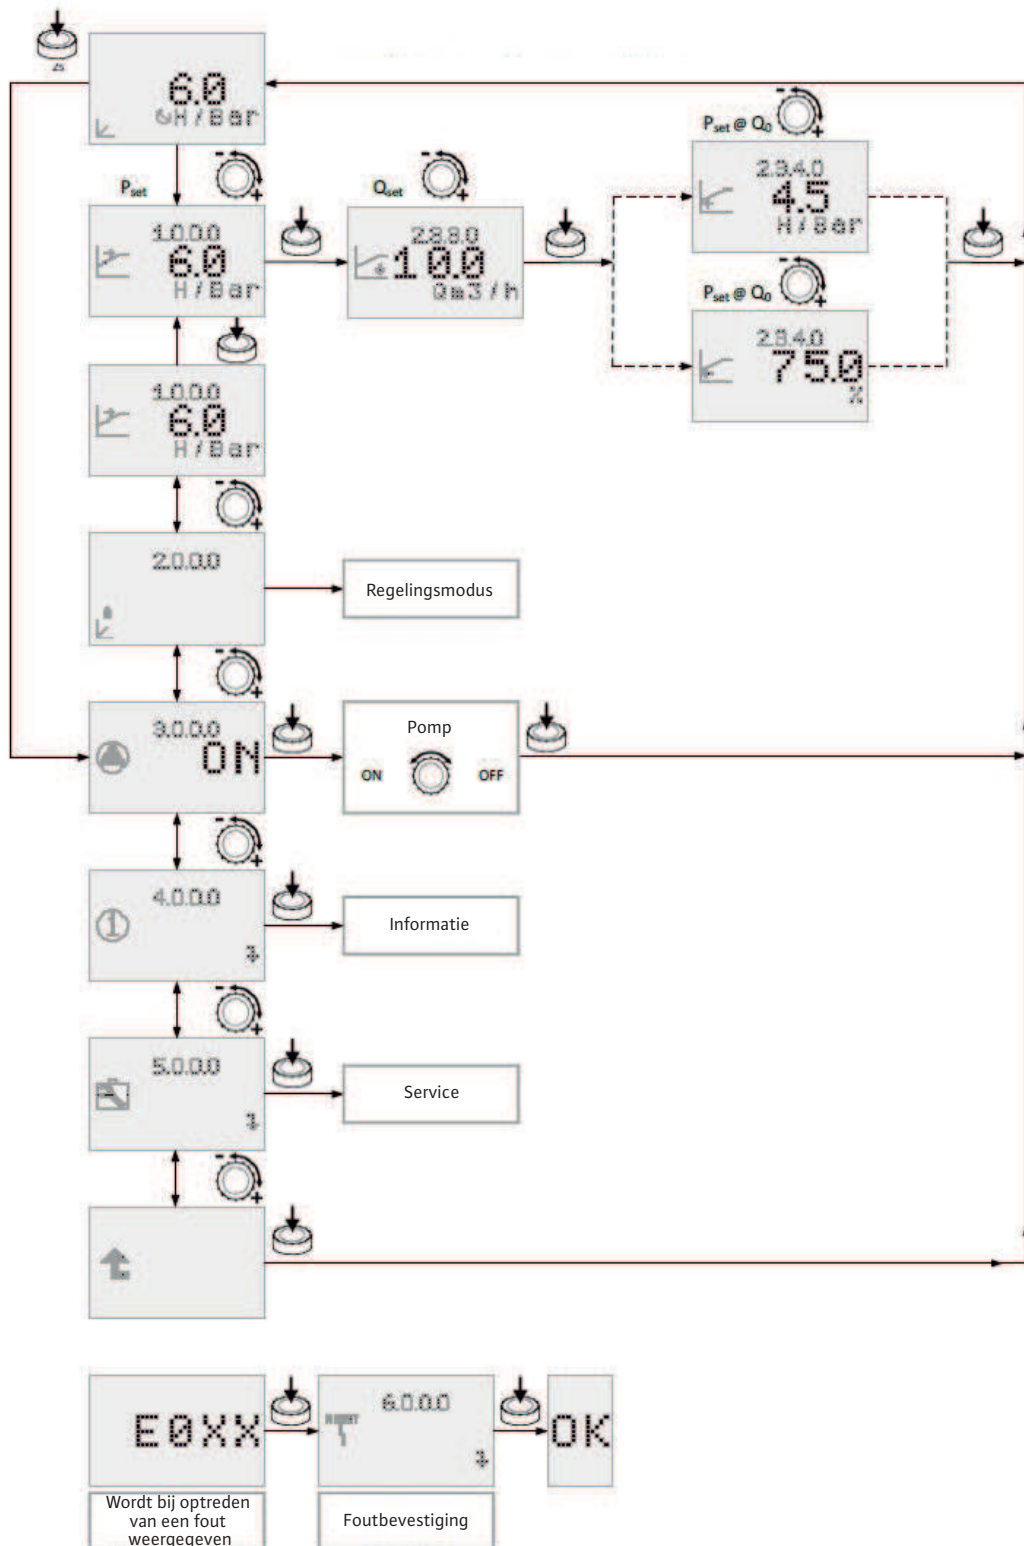 2s
6.0
H/Bar
Pset
1.0.0.0
6.0
H/Bar
Qset
2.3.3.0
10.0
Qm3/h
Pset @ Q0
2.3.4.0
4.5
H/Bar
Pset @ Q0
2.3.4.0
75.0
%
1.0.0.0
6.0
H/Bar
2.0.0.0
Regelingsmodus
3.0.0.0
ON
Pomp
ON OFF
4.0.0.0
Informatie
5.0.0.0
Service
E0XX
6.0.0.0
OK
Wordt bij optreden
van een fout
weergegeven
Foutbevestiging